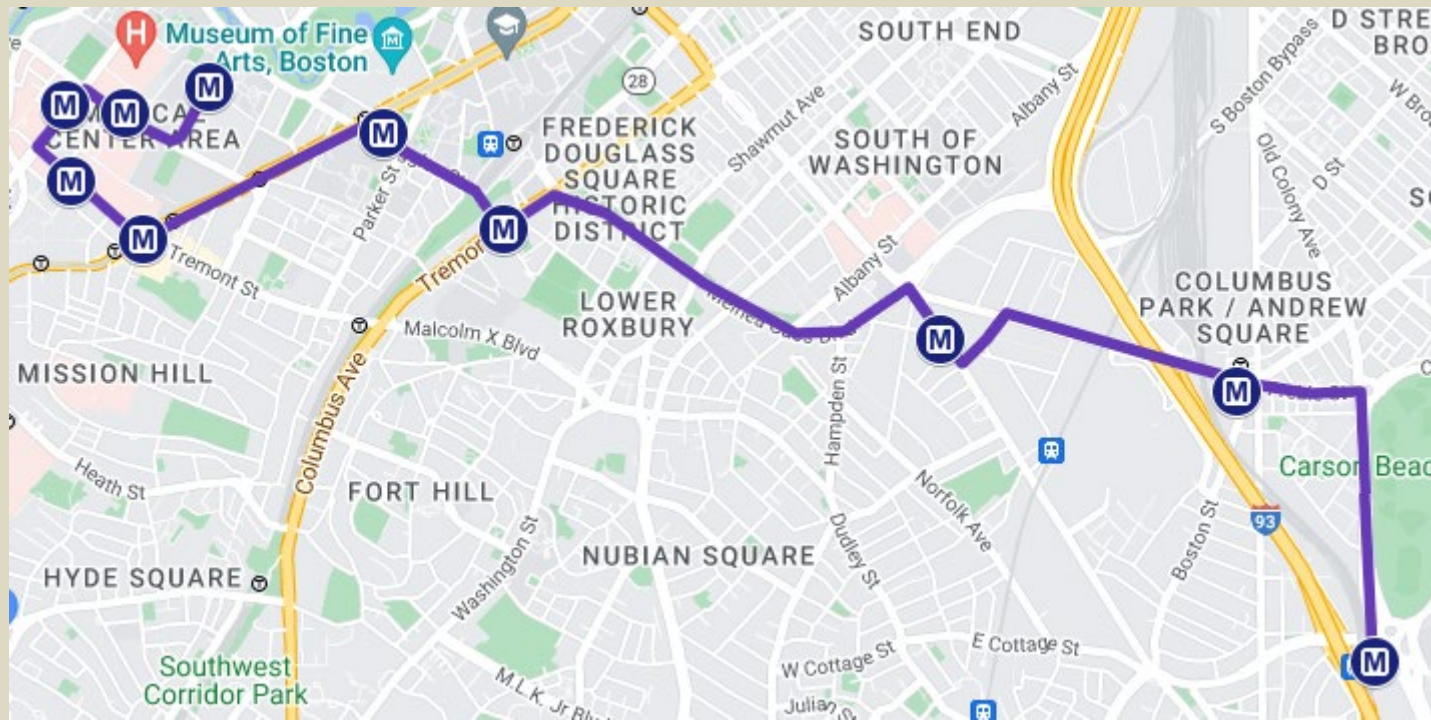 Museum of Fine
Arts, Boston
H
M
SOUTH END
D STRE
BRO
28
S Boston Bypass
W Bro
M
M
M
CENTER AREA
M
FREDERICK
DOUGLASS
SQUARE
HISTORIC
DISTRICT
Shawmut Ave
Albany St
SOUTH OF
WASHINGTON
Old Colony Ave
D St
SO
M
Parker St
M
Tremont St
M
Tremon
Albany St
LOWER
ROXBURY
COLUMBUS
PARK / ANDREW
SQUARE
Malcolm X Blvd
M
MISSION HILL
Columbus Ave
Hampden St
M
Heath St
FORT HILL
Norfolk Ave
Carson Beac
93
Boston St
HYDE SQUARE
Washington St
NUBIAN SQUARE
Dudley St
E Cottage St
W Cottage St
M
Southwest
Corridor Park
M.L.K. Jr Blv
Julian St